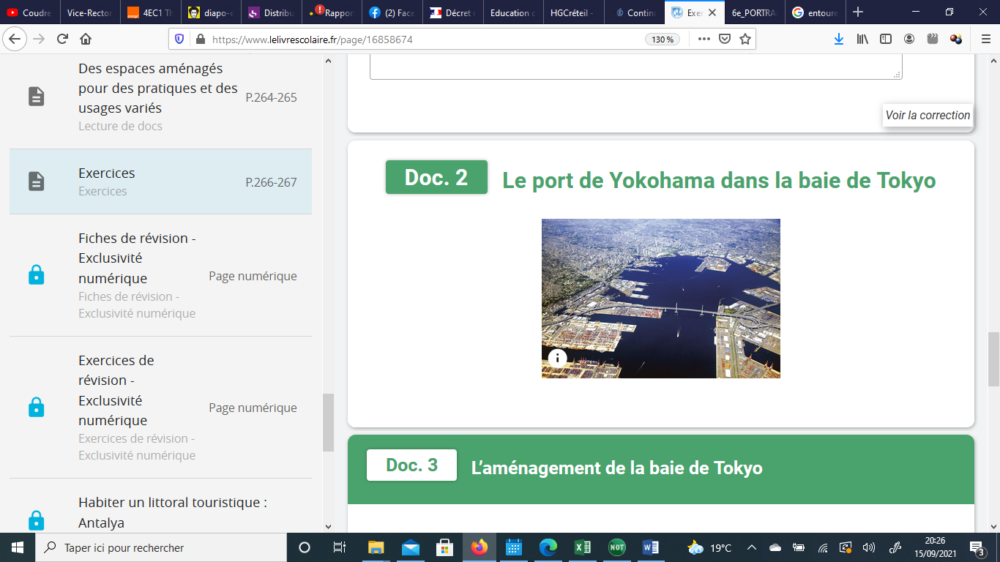 Coudre
Vice-Rector
4EC1 Th
diapo-e
Distribu
Rapport
(2) Face
Décret n
Education c
HGCréteil -
Contin
Exer
6e_PORTRA
entoure
https://www.lelivrescolaire.fr/page/16858674
130 %
Des espaces aménagés
pour des pratiques et des
usages variés
P.264-265
Lecture de docs
Exercices
P.266-267
Exercices
Fiches de révision -
Exclusivité
numérique
Page numérique
Fiches de révision -
Exclusivité numérique
Exercices de
révision -
Exclusivité
numérique
Page numérique
Exercices de révision -
Exclusivité numérique
Habiter un littoral touristique :
Antalya
Voir la correction
Doc. 2
Le port de Yokohama dans la baie de Tokyo
i
Doc. 3
L’aménagement de la baie de Tokyo
Taper ici pour rechercher
NOT
19°C
20:26
15/09/2021
3